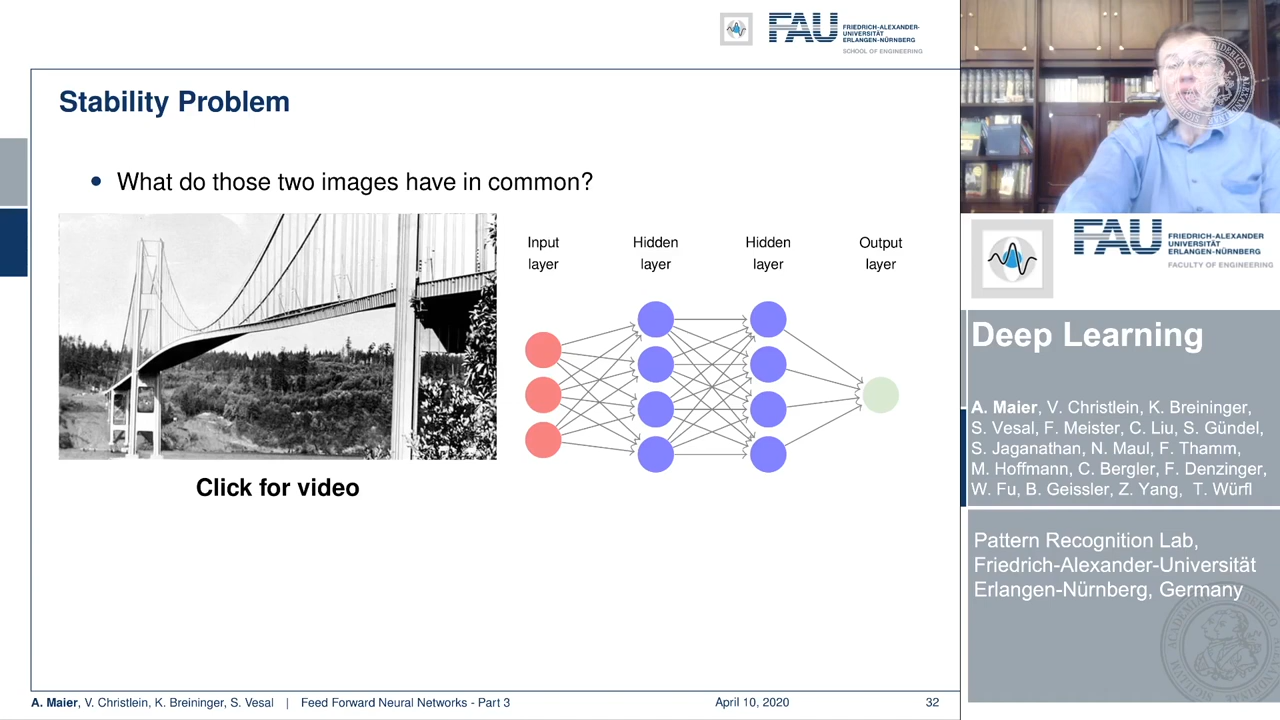 FAU
FRIEDRICH-ALEXANDER-
UNIVERSITÄT
ERLANGEN-NÜRNBERG
SCHOOL OF ENGINEERING
Stability Problem
What do those two images have in common?
Input
layer
Hidden
layer
Hidden
layer
Output
layer
Click for video
A. Maier, V. Christlein, K. Breininger, S. Vesal | Feed Forward Neural Networks - Part 3
April 10, 2020
32
FAU
FRIEDRICH-ALEXANDER
UNIVERSITÄT
ERLANGEN-NÜRNBERG
FACULTY OF ENGINEERING
Deep Learning
A. Maier, V. Christlein, K. Breininger,
S. Vesal, F. Meister, C. Liu, S. Gündel,
S. Jaganathan, N. Maul, F. Thamm,
M. Hoffmann, C. Bergler, F. Denzinger,
W. Fu, B. Geissler, Z. Yang, T. Würfl
Pattern Recognition Lab,
Friedrich-Alexander-Universität
Erlangen-Nürnberg, Germany